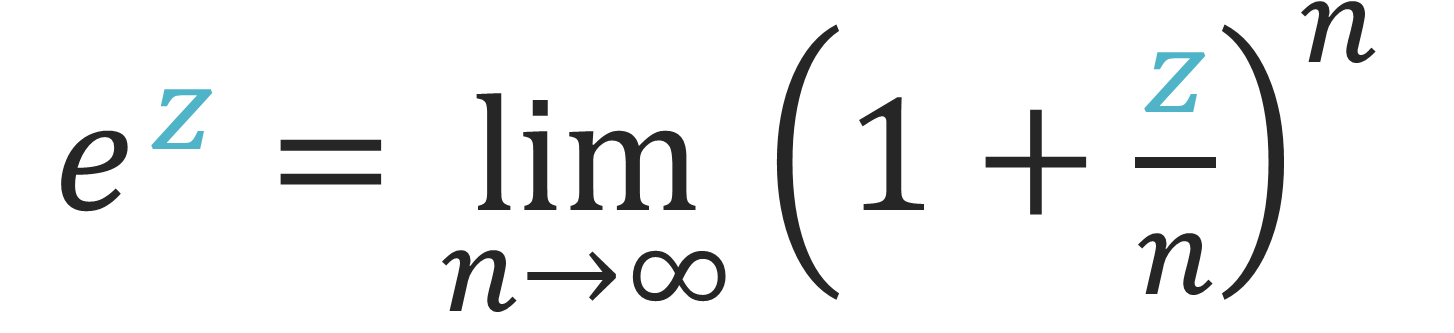 e^z = lim_{n→∞} (1 + z/n)^n